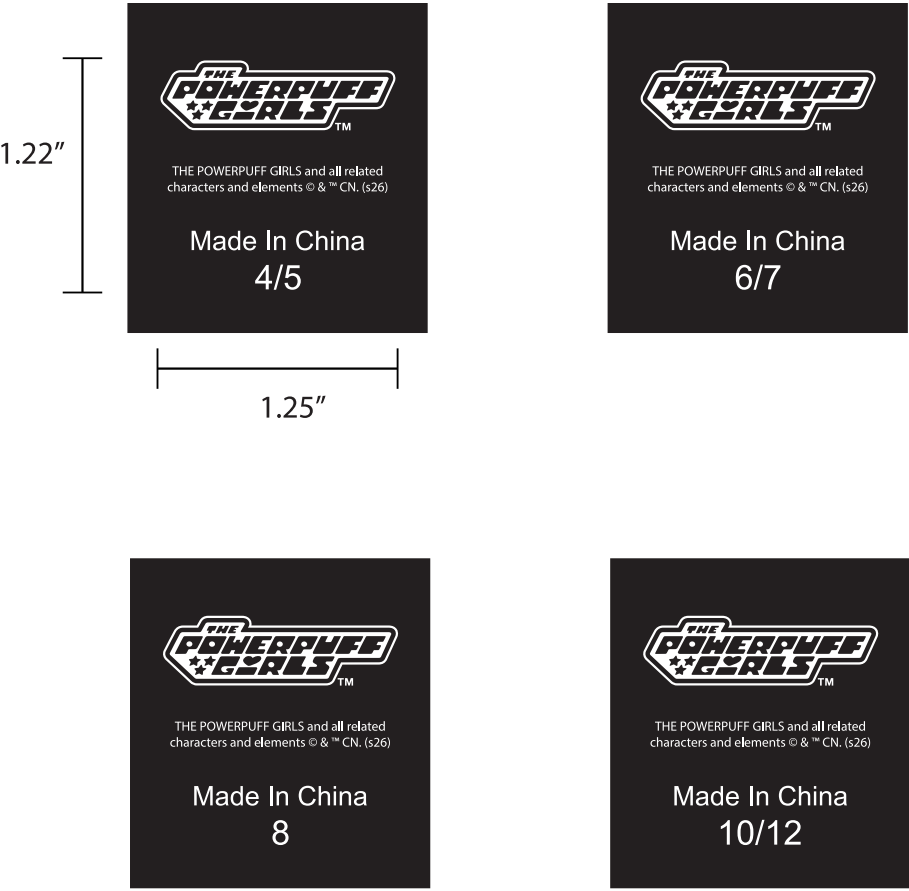 THE
POWERPUFF
GIRLS
TM
THE POWERPUFF GIRLS and all related
characters and elements © & ™ CN. (s26)
Made In China
4/5
1.22"
1.25"
THE
POWERPUFF
GIRLS
TM
THE POWERPUFF GIRLS and all related
characters and elements © & ™ CN. (s26)
Made In China
6/7
THE
POWERPUFF
GIRLS
TM
THE POWERPUFF GIRLS and all related
characters and elements © & ™ CN. (s26)
Made In China
8
THE
POWERPUFF
GIRLS
TM
THE POWERPUFF GIRLS and all related
characters and elements © & ™ CN. (s26)
Made In China
10/12